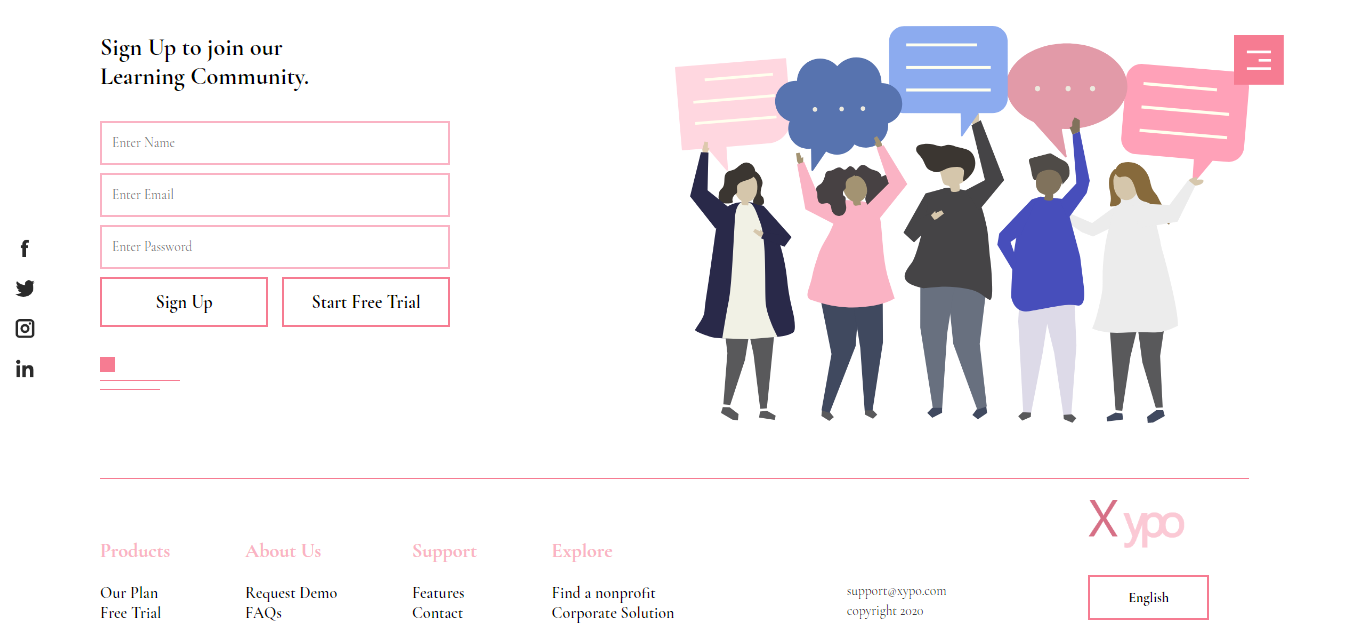 Sign Up to join our
Learning Community.
Enter Name
Enter Email
Enter Password
Sign Up
Start Free Trial
X ypo
Products
Our Plan
Free Trial
About Us
Request Demo
FAQs
Support
Features
Contact
Explore
Find a nonprofit
Corporate Solution
support@xypo.com
copyright 2020
English